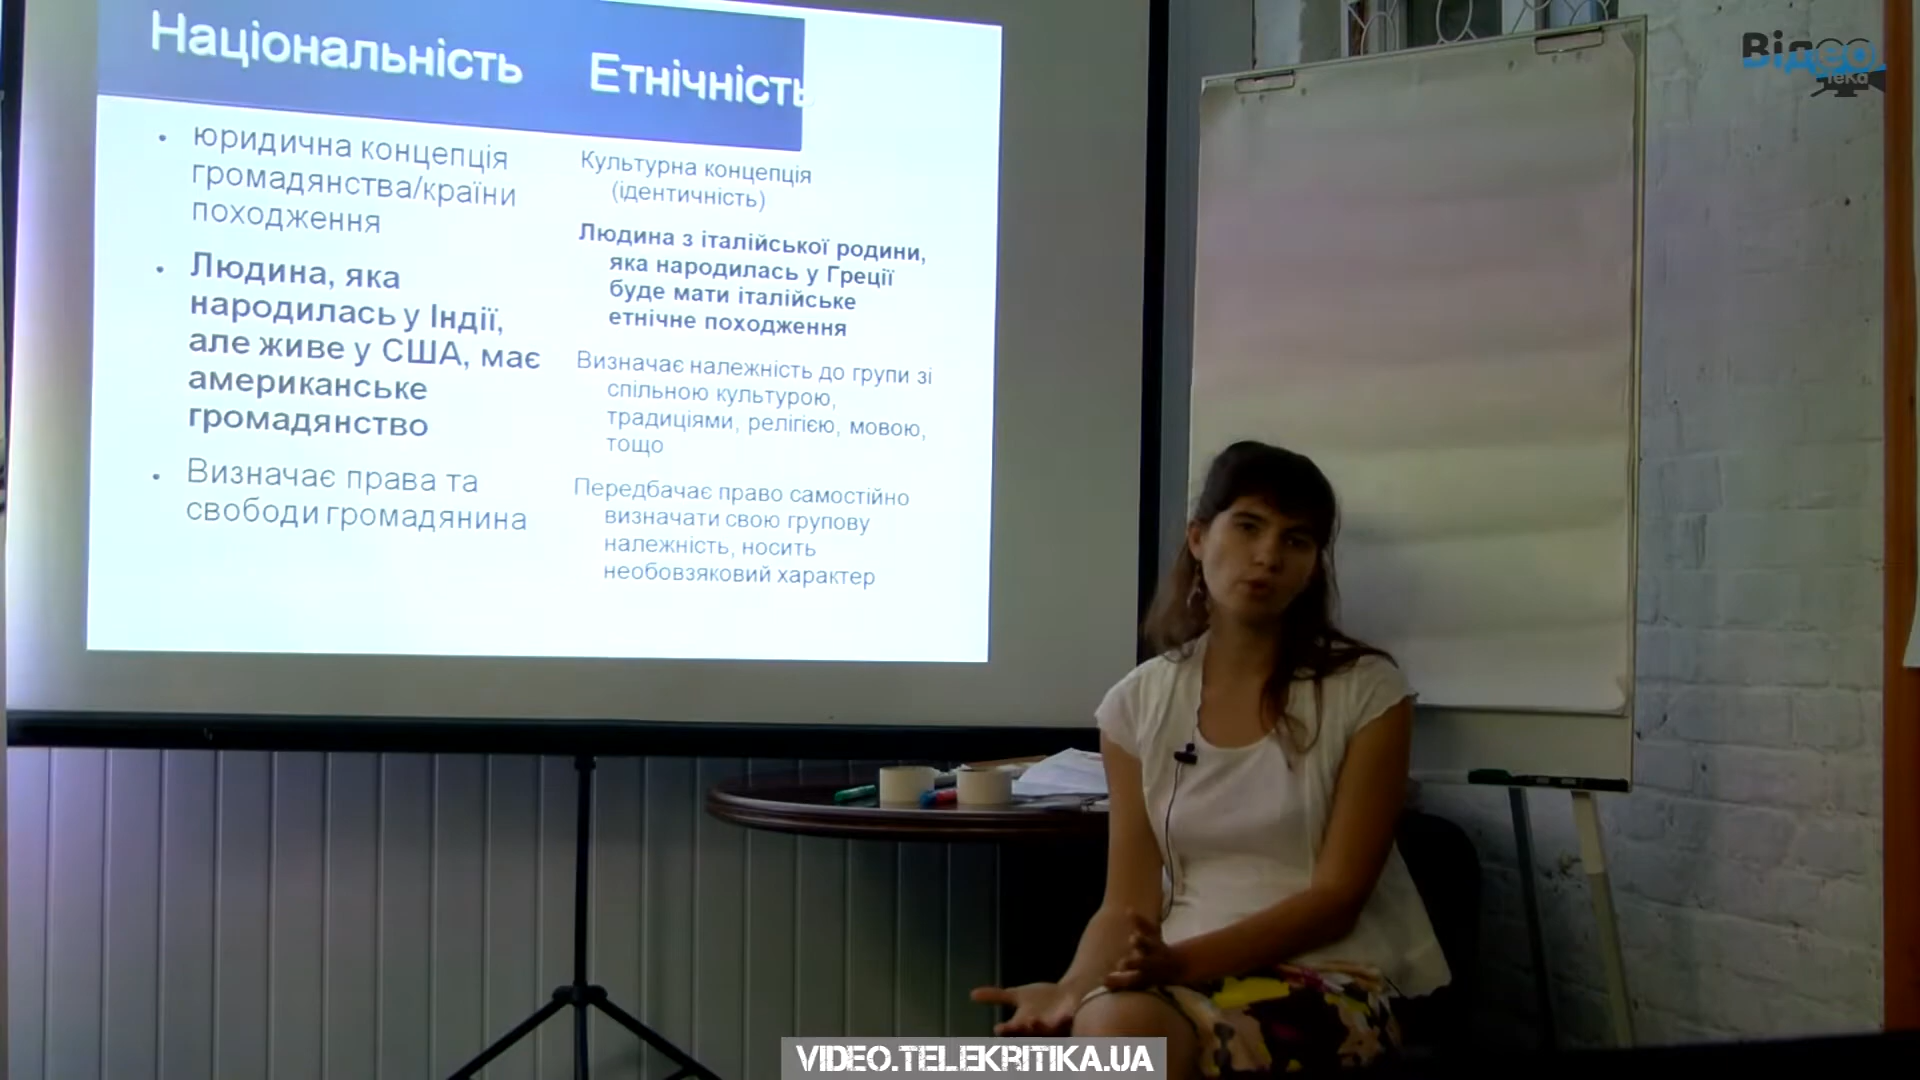 Національність
Етнічність
• юридична концепція
громадянства/країни
походження
• Людина, яка
народилась у Індії,
але живе у США, має
американське
громадянство
• Визначає права та
свободи громадянина
Культурна концепція
(ідентичність)
Людина з італійської родини,
яка народилась у Греції
буде мати італійське
етнічне походження
Визначає належність до групи зі
спільною культурою,
традиціями, релігією, мовою,
тощо
Передбачає право самостійно
визначати свою групову
належність, носить
необовзяковий характер
Відео
тека
VIDEO.TELEKRITIKA.UA